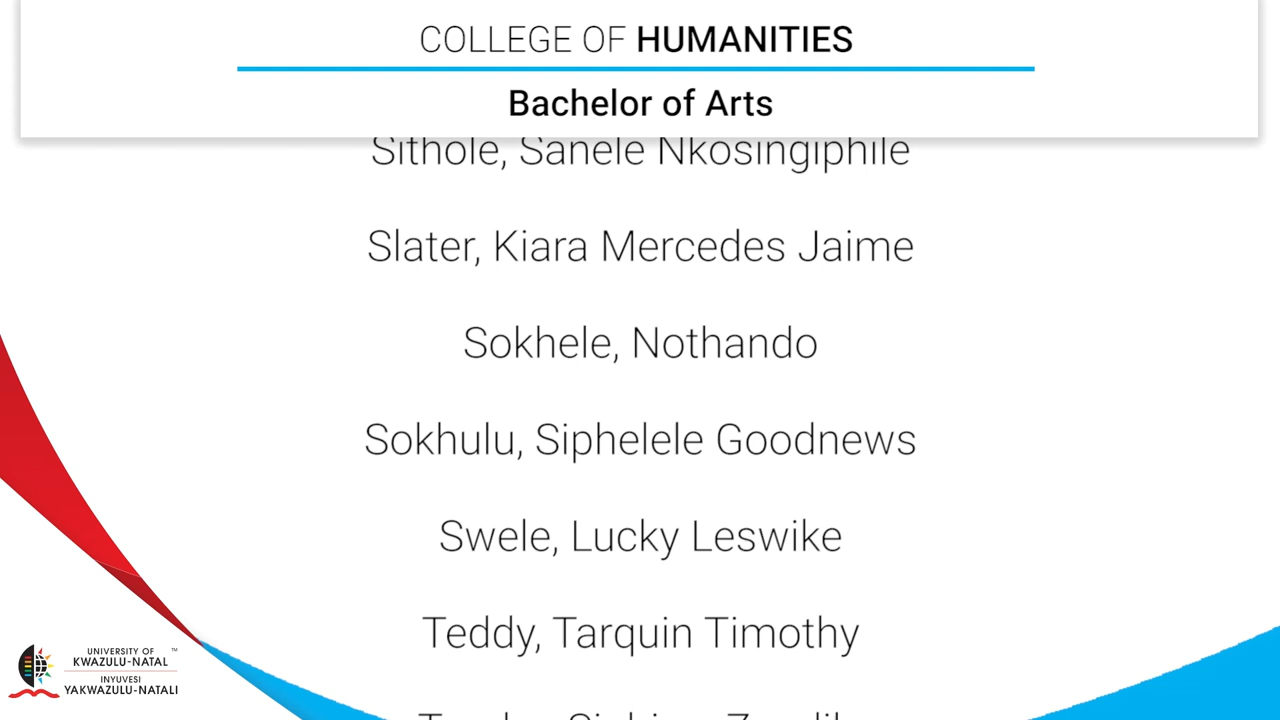 COLLEGE OF HUMANITIES
Bachelor of Arts
Sithole, Sanele Nkosingiphile
Slater, Kiara Mercedes Jaime
Sokhele, Nothando
Sokhulu, Siphelele Goodnews
Swele, Lucky Leswike
Teddy, Tarquin Timothy
UNIVERSITY OF ™
KWAZULU-NATAL
INYUVESI
YAKWAZULU-NATALI